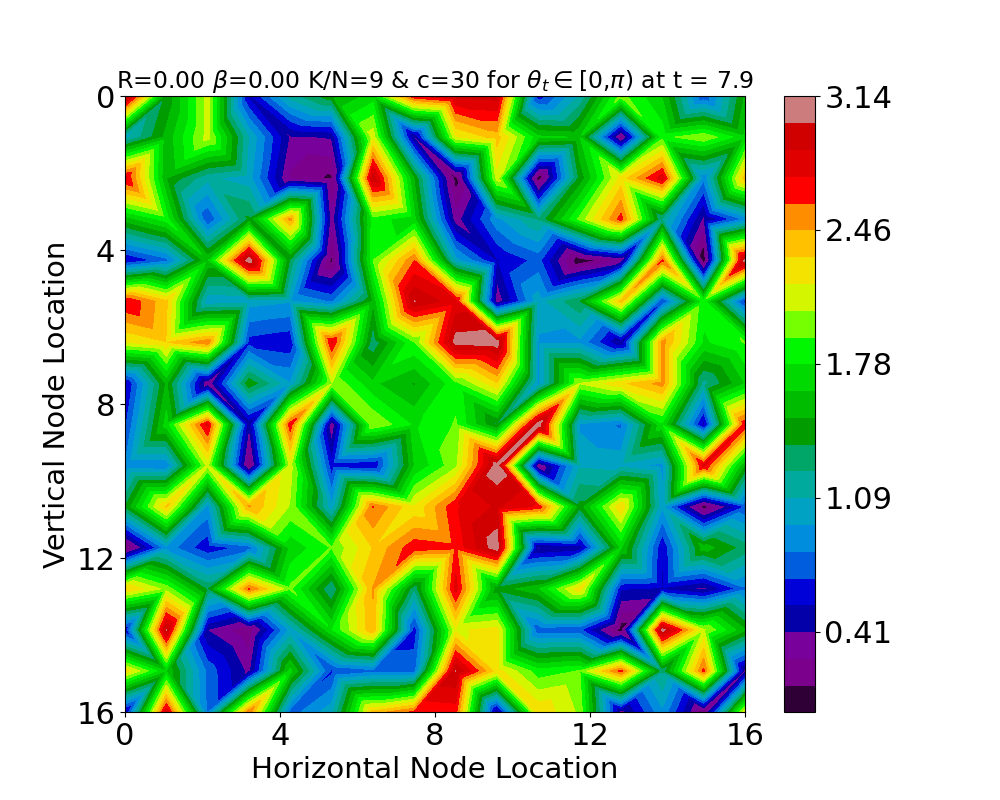 R=0.00 β=0.00 K/N=9 & c=30 for θ_t ∈ [0,π) at t = 7.9
0
4
8
12
16
Vertical Node Location
0 4 8 12 16
Horizontal Node Location
3.14
2.46
1.78
1.09
0.41